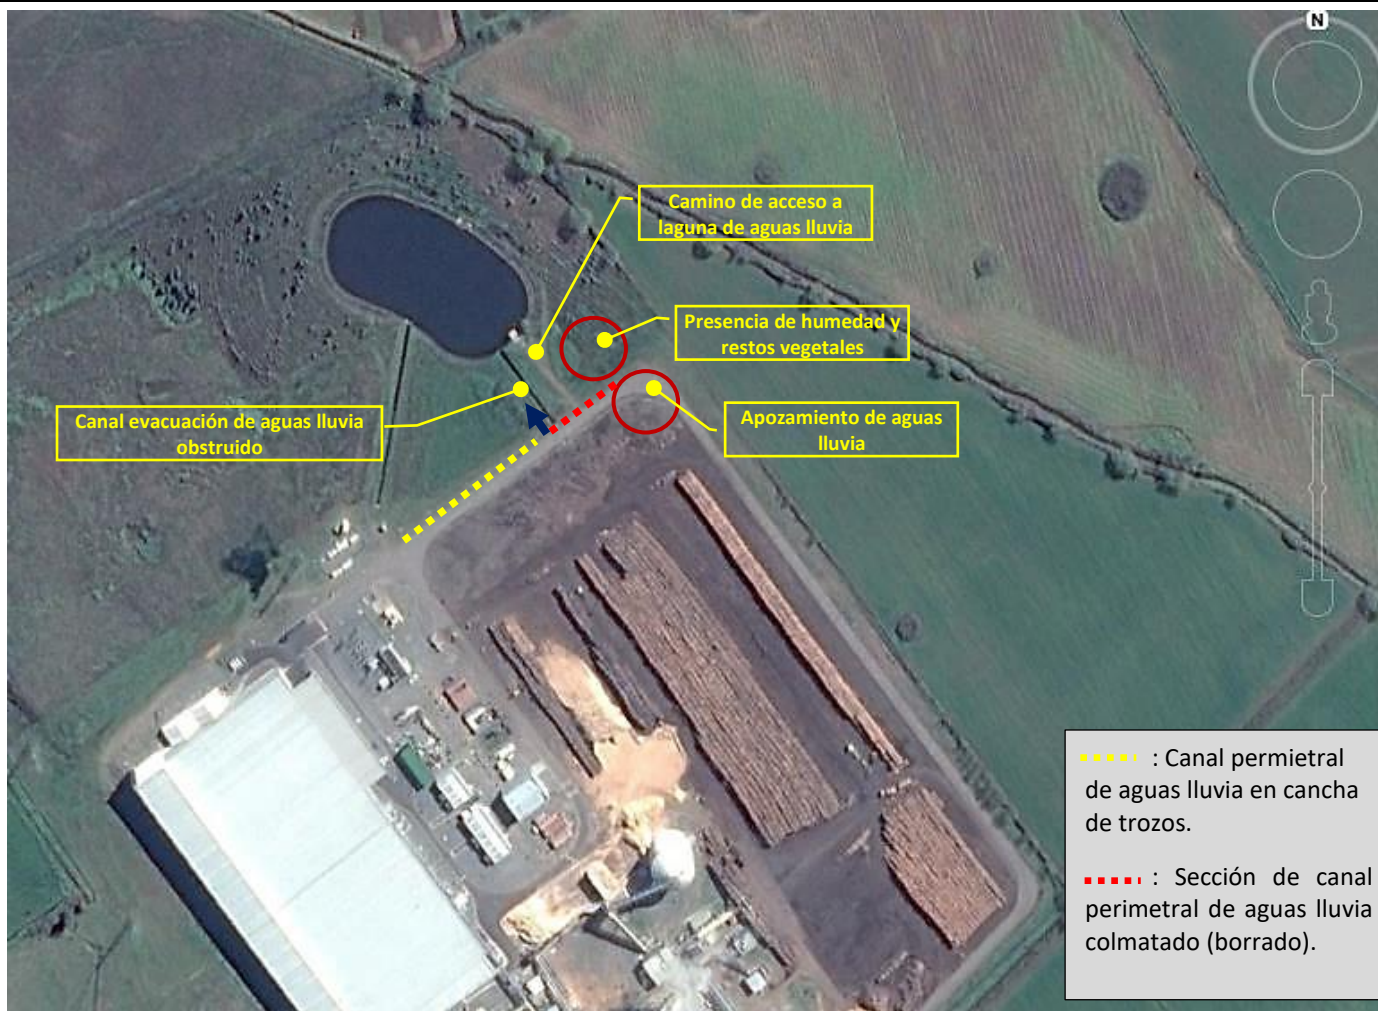 N
Camino de acceso a
laguna de aguas lluvia
Presencia de humedad y
restos vegetales
Canal evacuación de aguas lluvia
obstruido
Apozamiento de aguas
lluvia
: Canal permietral
de aguas lluvia en cancha
de trozos.
: Sección de canal
perimetral de aguas lluvia
colmatado (borrado).